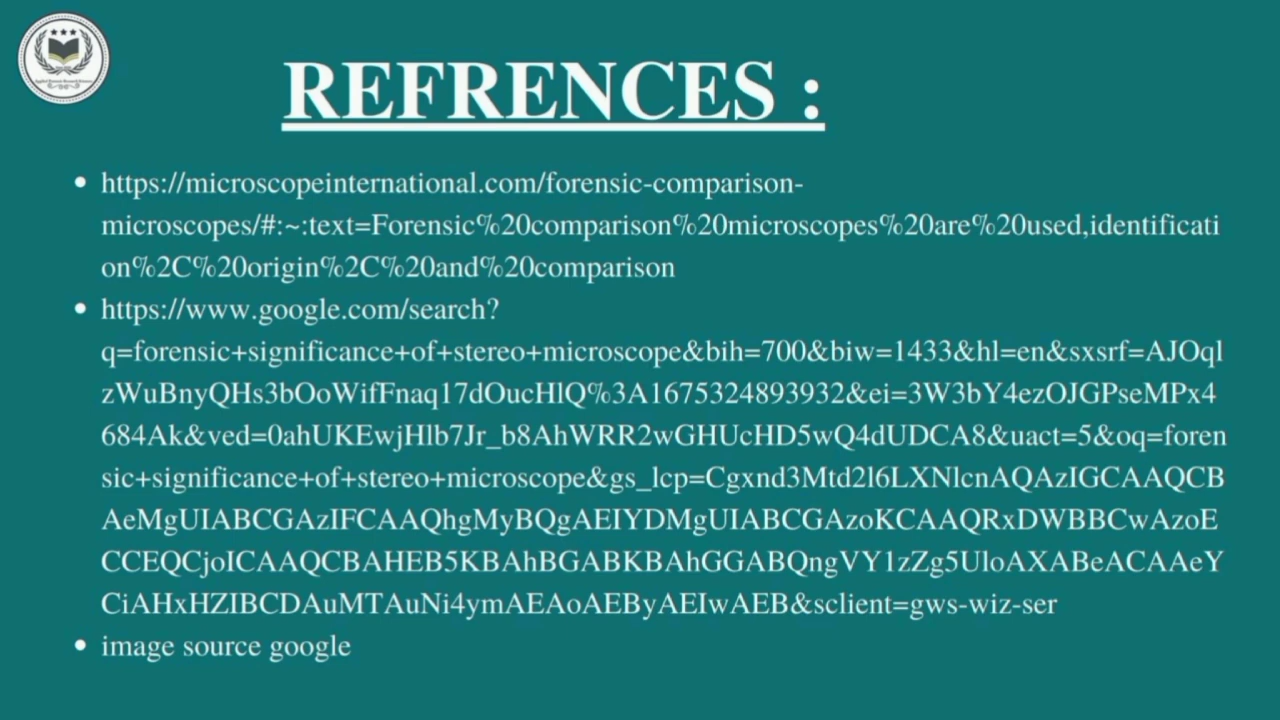 REFRENCES :
https://microscopeinternational.com/forensic-comparison-
microscopes/#:~:text=Forensic%20comparison%20microscopes%20are%20used,identificati
on%2C%20origin%2C%20and%20comparison
https://www.google.com/search?
q=forensic+significance+of+stereo+microscope&bih=700&biw=1433&hl=en&sxsrf=AJOql
zWuBnyQHs3bOoWifFnaq17dOucHlQ%3A1675324893932&ei=3W3bY4ezOJGPseMPx4
684Ak&ved=0ahUKEwjHlb7Jr_b8AhWRR2wGHUcHD5wQ4dUDCA8&uact=5&oq=foren
sic+significance+of+stereo+microscope&gs_lcp=Cgxnd3Mtd2l6LXNlcnAQAzIGCAAQCB
AeMgUIABCGAzIFCAAQhgMyBQgAEIYDMgUIABCGAzoKCAAQRxDWBBCwAzoE
CCEQCjoICAAQCBAHEB5KBAhBGABKBAhGGABQngVY1zZg5UloAXABeACAAeY
CiAHxHZIBCDAuMTAuNi4ymAEAoAEByAEIwAEB&sclient=gws-wiz-ser
image source google